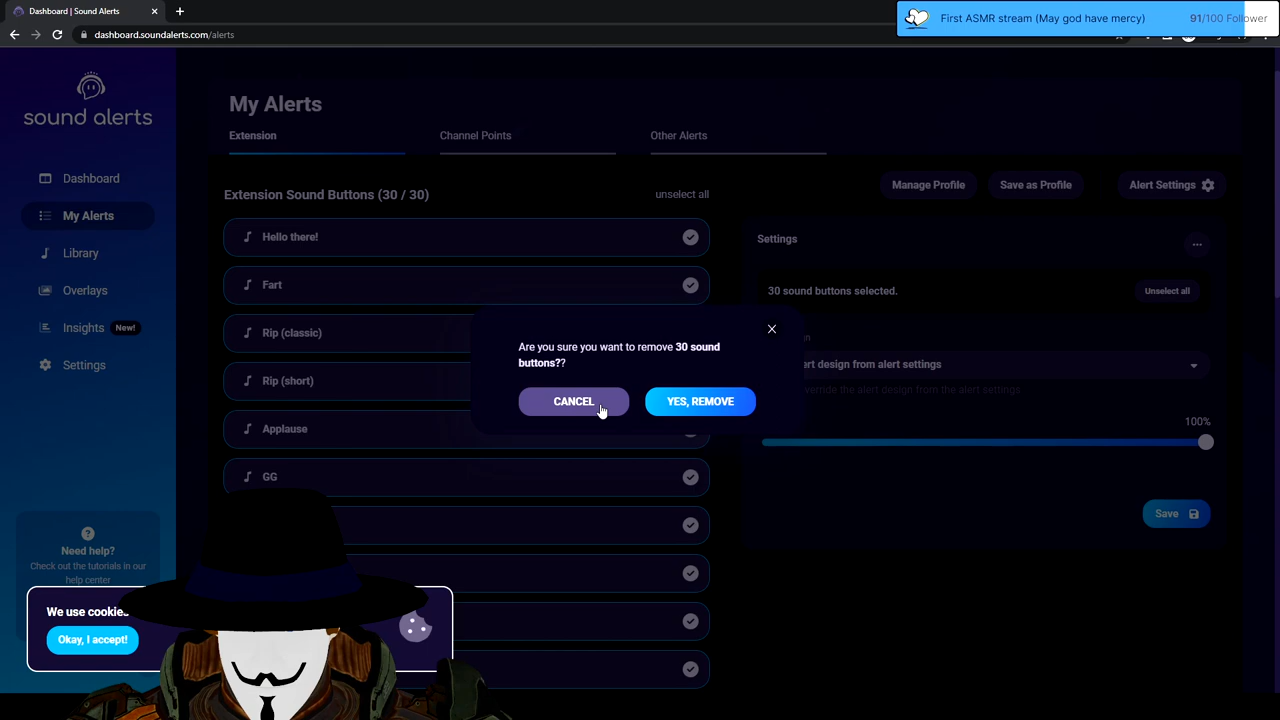 Dashboard | Sound Alerts
First ASMR stream (May god have mercy)
91/100 Follower
dashboard.soundalerts.com/alerts
sound alerts
Dashboard
My Alerts
Library
Overlays
Insights
New!
Settings
Need help?
Check out the tutorials in our
help center
We use cookies
Okay, I accept!
My Alerts
Extension
Channel Points
Other Alerts
Extension Sound Buttons (30 / 30)
unselect all
Hello there!
Fart
Rip (classic)
Rip (short)
Applause
GG
Manage Profile
Save as Profile
Alert Settings
Settings
30 sound buttons selected.
Unselect all
Are you sure you want to remove 30 sound
buttons??
CANCEL
YES, REMOVE
design from alert settings
override the alert design from the alert settings
100%
Save